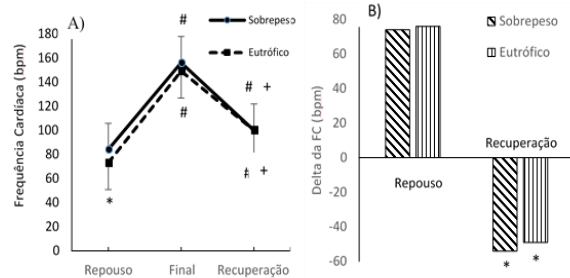 A)
Sobrepeso
Eutrófico
Frequência Cardíaca (bpm)
180
160
140
120
100
80
60
40
20
0
#
#
# +
# +
*
Repouso Final Recuperação
B)
Sobrepeso
Eutrófico
Delta da FC (bpm)
80
60
40
20
0
-20
-40
-60
Repouso
Recuperação
* *